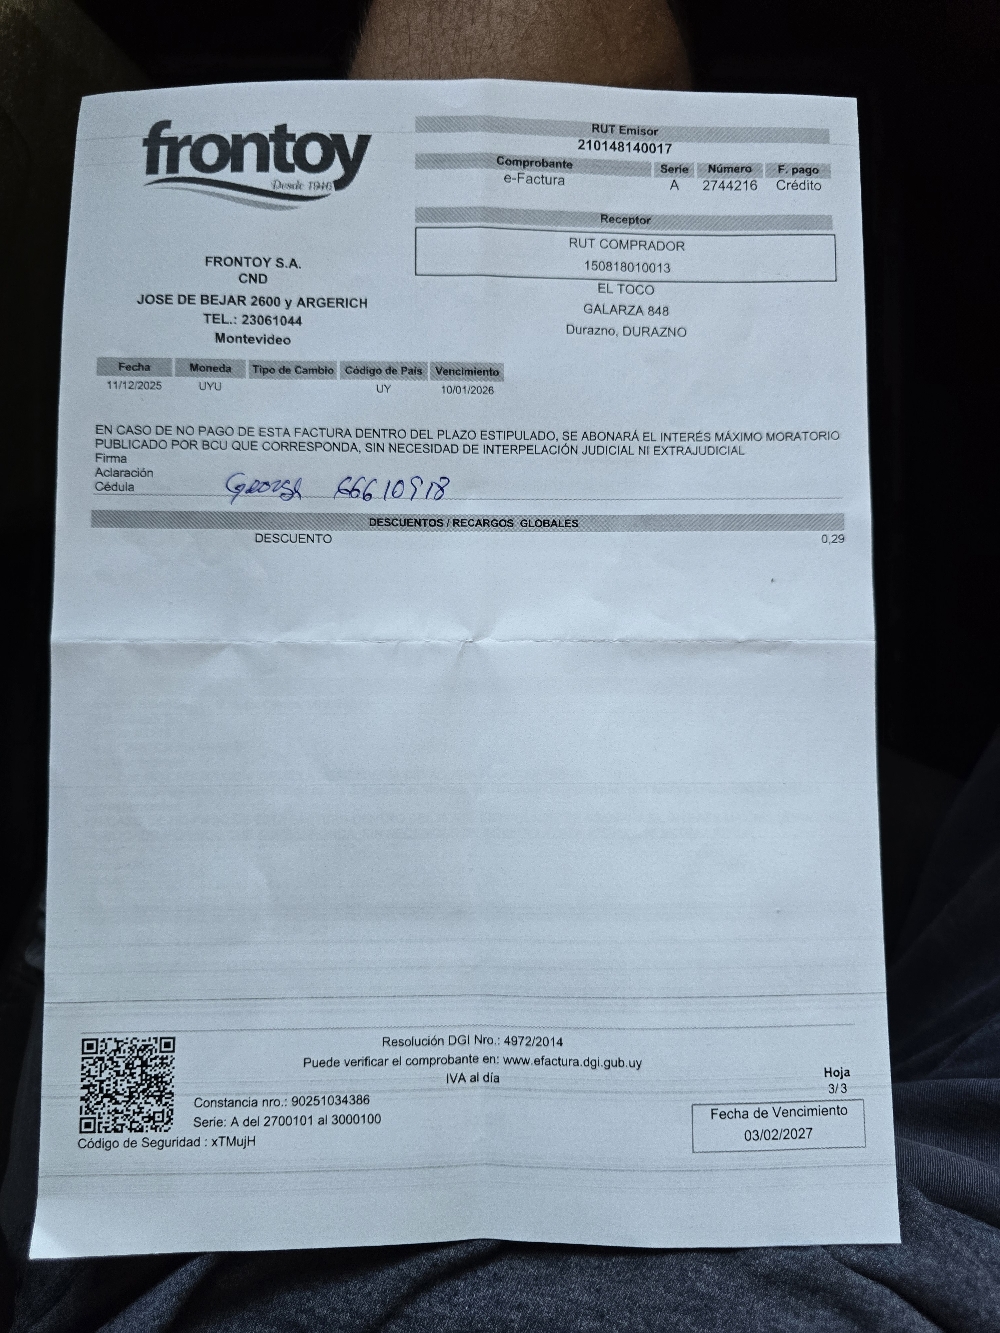 frontoy
Desde 1946
RUT Emisor
210148140017
Comprobante Serie Número F. pago
e-Factura A 2744216 Crédito
Receptor
RUT COMPRADOR
150818010013
EL TOCO
GALARZA 848
Durazno, DURAZNO
FRONTOY S.A.
CND
JOSE DE BEJAR 2600 y ARGERICH
TEL.: 23061044
Montevideo
Fecha Moneda Tipo de Cambio Código de País Vencimiento
11/12/2025 UYU UY 10/01/2026
EN CASO DE NO PAGO DE ESTA FACTURA DENTRO DEL PLAZO ESTIPULADO, SE ABONARÁ EL INTERÉS MÁXIMO MORATORIO
PUBLICADO POR BCU QUE CORRESPONDA, SIN NECESIDAD DE INTERPELACIÓN JUDICIAL NI EXTRAJUDICIAL
Firma
Aclaración
Cédula
66610918
DESCUENTOS / RECARGOS GLOBALES
DESCUENTO 0,29
Resolución DGI Nro.: 4972/2014
Puede verificar el comprobante en: www.efactura.dgi.gub.uy
IVA al día
Constancia nro.: 90251034386
Serie: A del 2700101 al 3000100
Código de Seguridad : xTMujH
Hoja
3/3
Fecha de Vencimiento
03/02/2027